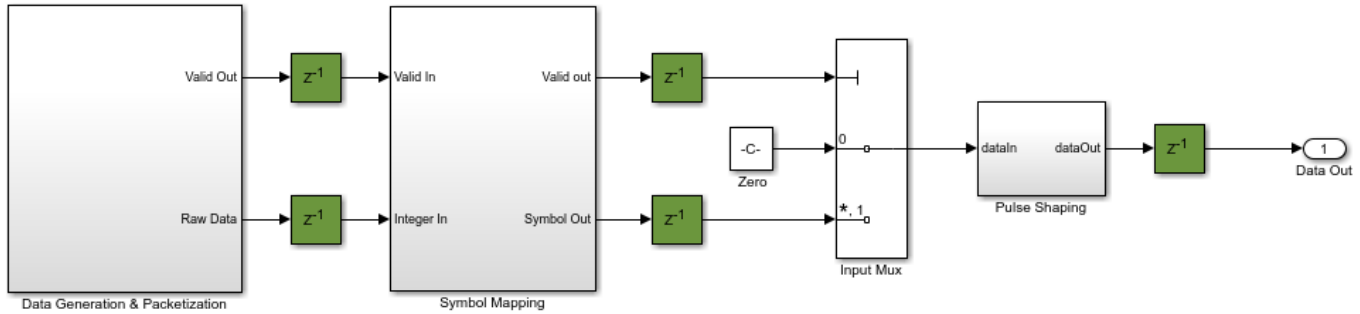 Valid Out
Z-1
Valid In
Valid out
Z-1
-C-
Zero
0
dataIn
dataOut
Z-1
1
Data Out
Raw Data
Z-1
Integer In
Symbol Out
Z-1
*, 1
Input Mux
Pulse Shaping
Data Generation & Packetization
Symbol Mapping